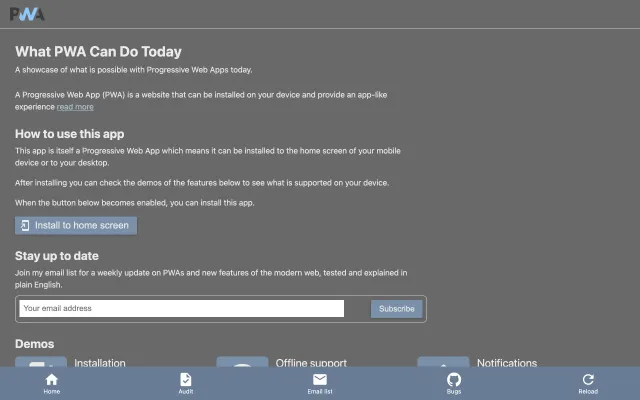 PWA
What PWA Can Do Today
A showcase of what is possible with Progressive Web Apps today.
A Progressive Web App (PWA) is a website that can be installed on your device and provide an app-like
experience read more
How to use this app
This app is itself a Progressive Web App which means it can be installed to the home screen of your mobile
device or to your desktop.
After installing you can check the demos of the features below to see what is supported on your device.
When the button below becomes enabled, you can install this app.
Install to home screen
Stay up to date
Join my email list for a weekly update on PWAs and new features of the modern web, tested and explained in
plain English.
Your email address
Subscribe
Demos
Installation
Offline support
Notifications
Home
Audit
Email list
Bugs
Reload